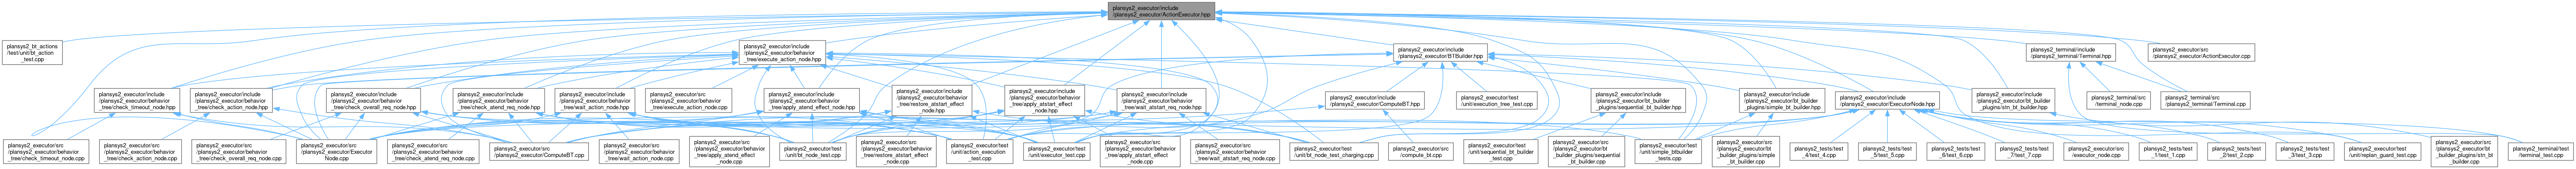 plansys2_executor/include
/plansys2_executor/ActionExecutor.hpp
plansys2_bt_actions
/test/unit/bt_action
_test.cpp
plansys2_executor/include
/plansys2_executor/behavior
_tree/execute_action_node.hpp
plansys2_executor/include
/plansys2_executor/BTBuilder.hpp
plansys2_terminal/include
/plansys2_terminal/Terminal.hpp
plansys2_executor/src
/plansys2_executor/ActionExecutor.cpp
plansys2_executor/include
/plansys2_executor/behavior
_tree/check_timeout_node.hpp
plansys2_executor/include
/plansys2_executor/behavior
_tree/check_action_node.hpp
plansys2_executor/include
/plansys2_executor/behavior
_tree/check_overall_req_node.hpp
plansys2_executor/include
/plansys2_executor/behavior
_tree/check_atend_req_node.hpp
plansys2_executor/include
/plansys2_executor/behavior
_tree/wait_action_node.hpp
plansys2_executor/src
/plansys2_executor/behavior
_tree/execute_action_node.cpp
plansys2_executor/include
/plansys2_executor/behavior
_tree/apply_atend_effect
_node.hpp
plansys2_executor/include
/plansys2_executor/behavior
_tree/restore_atstart_effect
_node.hpp
plansys2_executor/include
/plansys2_executor/behavior
_tree/apply_atstart_effect
_node.hpp
plansys2_executor/include
/plansys2_executor/behavior
_tree/wait_atstart_req_node.hpp
plansys2_executor/include
/plansys2_executor/ComputeBT.hpp
plansys2_executor/test
/unit/execution_tree_test.cpp
plansys2_executor/include
/plansys2_executor/bt_builder
_plugins/sequential_bt_builder.hpp
plansys2_executor/include
/plansys2_executor/bt_builder
_plugins/simple_bt_builder.hpp
plansys2_executor/include
/plansys2_executor/ExecutorNode.hpp
plansys2_executor/include
/plansys2_executor/bt_builder
_plugins/stn_bt_builder.hpp
plansys2_terminal/src
/terminal_node.cpp
plansys2_terminal/src
/plansys2_terminal/Terminal.cpp
plansys2_executor/src
/plansys2_executor/behavior
_tree/check_timeout_node.cpp
plansys2_executor/src
/plansys2_executor/behavior
_tree/check_action_node.cpp
plansys2_executor/src
/plansys2_executor/behavior
_tree/check_overall_req_node.cpp
plansys2_executor/src
/plansys2_executor/Executor
Node.cpp
plansys2_executor/src
/plansys2_executor/behavior
_tree/check_atend_req_node.cpp
plansys2_executor/src
/plansys2_executor/ComputeBT.cpp
plansys2_executor/src
/plansys2_executor/behavior
_tree/wait_action_node.cpp
plansys2_executor/src
/plansys2_executor/behavior
_tree/apply_atend_effect
_node.cpp
plansys2_executor/test
/unit/bt_node_test.cpp
plansys2_executor/src
/plansys2_executor/behavior
_tree/restore_atstart_effect
_node.cpp
plansys2_executor/test
/unit/action_execution
_test.cpp
plansys2_executor/test
/unit/executor_test.cpp
plansys2_executor/src
/plansys2_executor/behavior
_tree/apply_atstart_effect
_node.cpp
plansys2_executor/src
/plansys2_executor/behavior
_tree/wait_atstart_req_node.cpp
plansys2_executor/test
/unit/bt_node_test_charging.cpp
plansys2_executor/src
/compute_bt.cpp
plansys2_executor/test
/unit/sequential_bt_builder
_test.cpp
plansys2_executor/src
/plansys2_executor/bt
_builder_plugins/sequential
_bt_builder.cpp
plansys2_executor/test
/unit/simple_btbuilder
_tests.cpp
plansys2_executor/src
/plansys2_executor/bt
_builder_plugins/simple
_bt_builder.cpp
plansys2_tests/test
_4/test_4.cpp
plansys2_tests/test
_5/test_5.cpp
plansys2_tests/test
_6/test_6.cpp
plansys2_tests/test
_7/test_7.cpp
plansys2_executor/src
/executor_node.cpp
plansys2_tests/test
_1/test_1.cpp
plansys2_tests/test
_2/test_2.cpp
plansys2_tests/test
_3/test_3.cpp
plansys2_executor/test
/unit/replan_guard_test.cpp
plansys2_executor/src
/plansys2_executor/bt
_builder_plugins/stn_bt
_builder.cpp
plansys2_terminal/test
/terminal_test.cpp